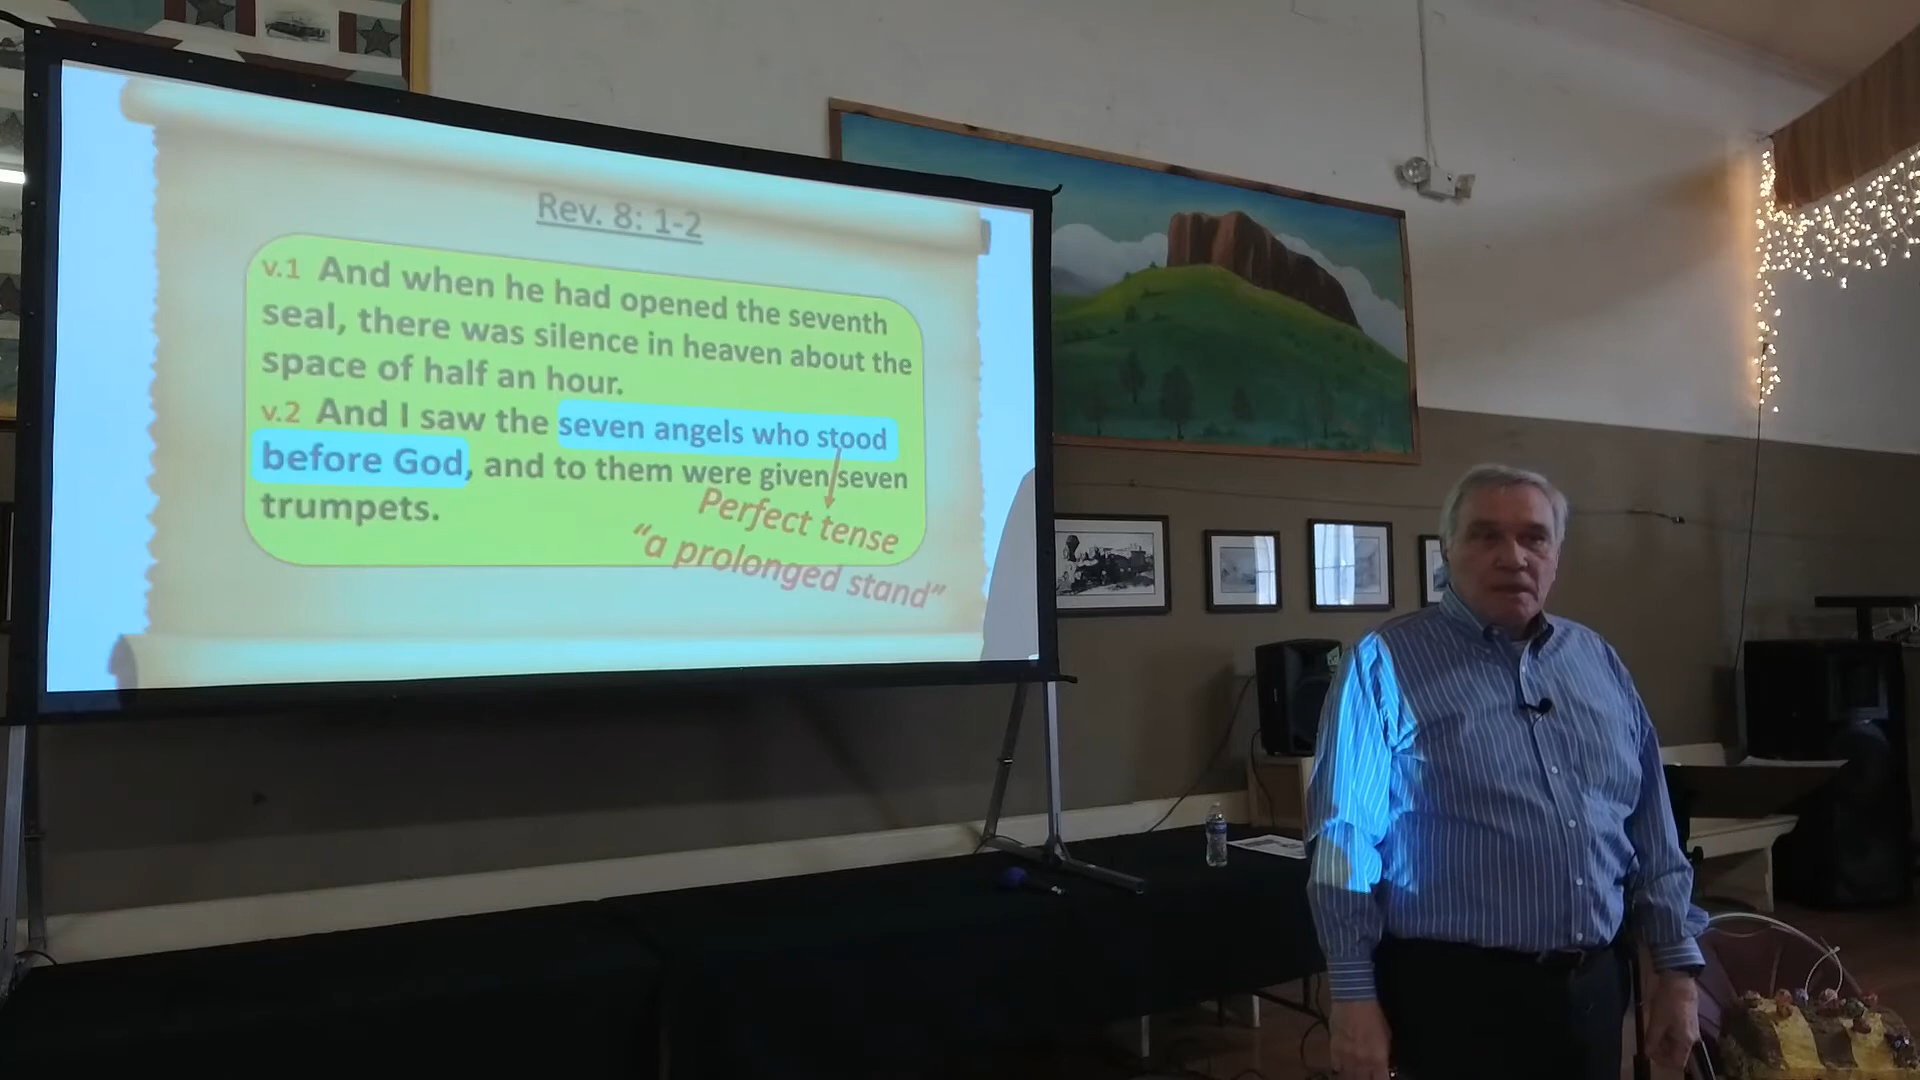 Rev. 8: 1-2
v.1 And when he had opened the seventh
seal, there was silence in heaven about the
space of half an hour.
v.2 And I saw the seven angels who stood
before God, and to them were given seven
trumpets.
Perfect tense
“a prolonged stand”